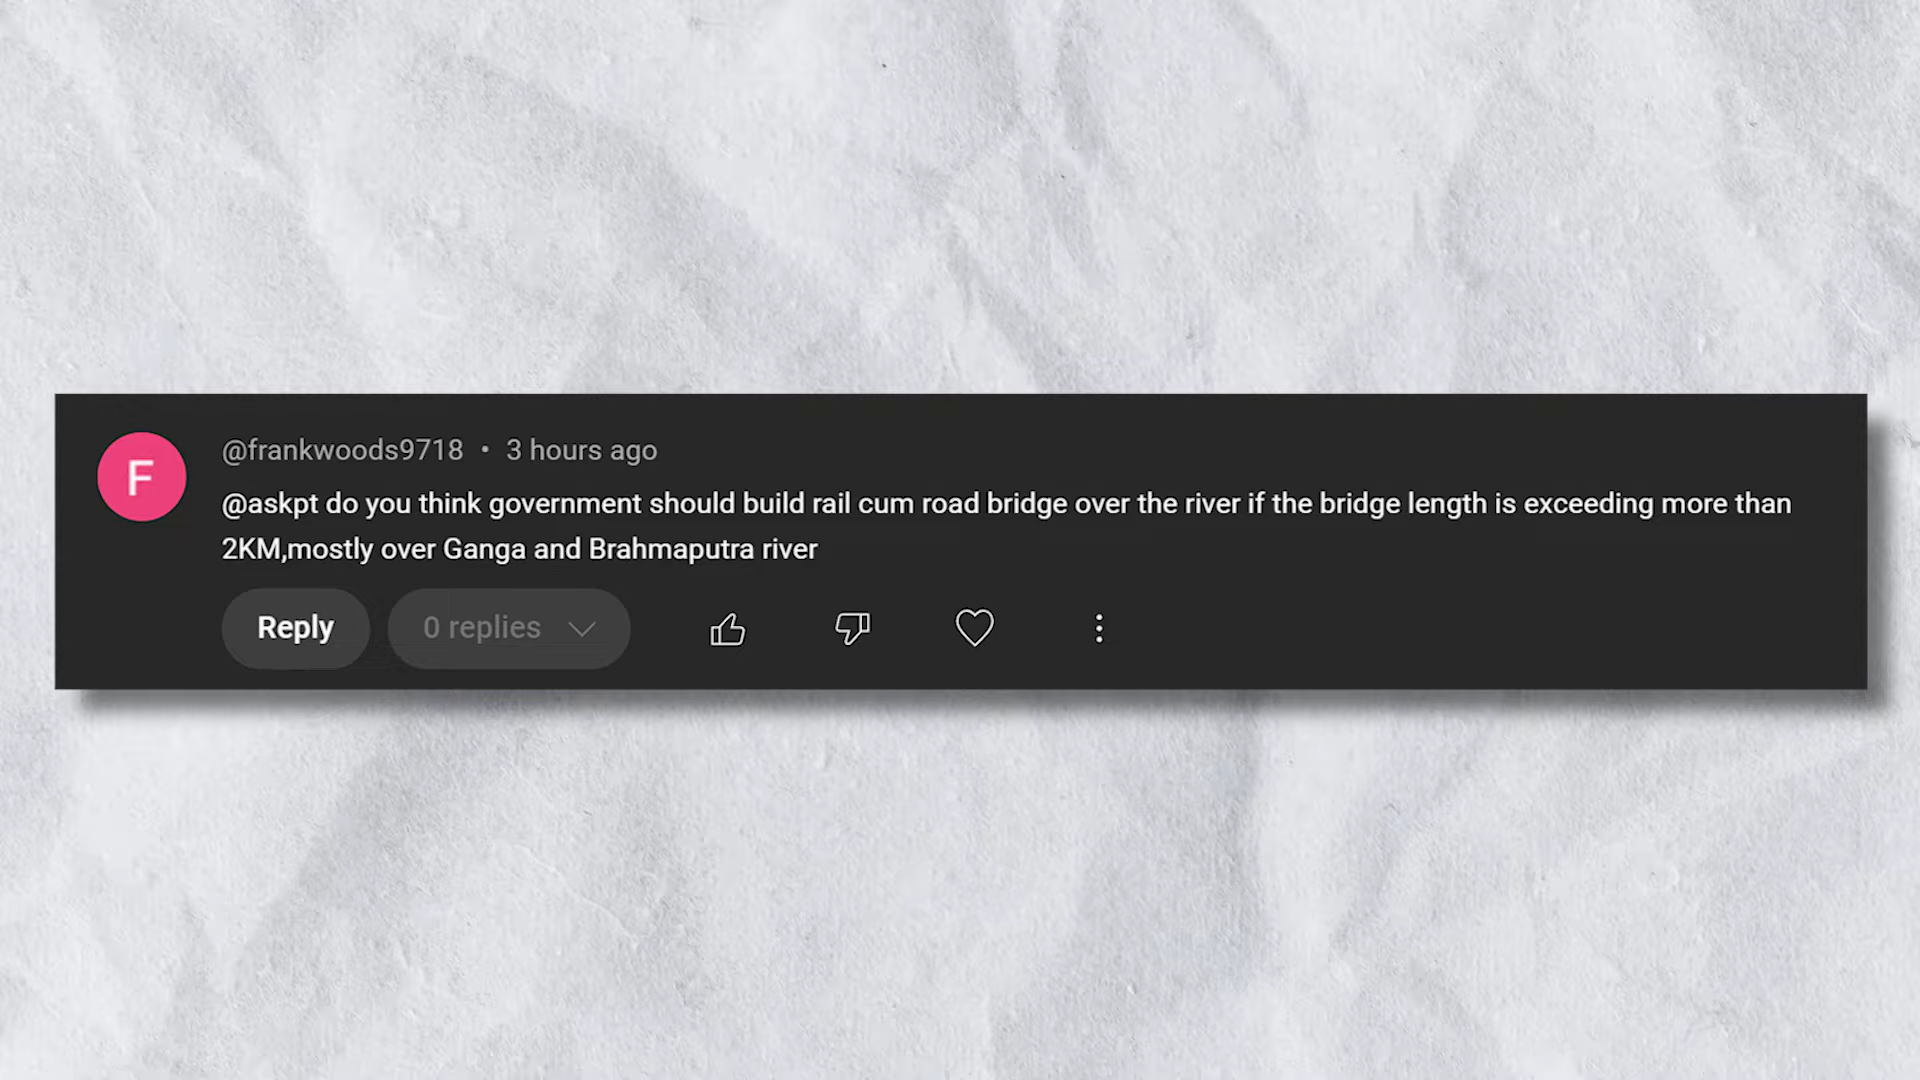 F
@frankwoods9718 • 3 hours ago
@askpt do you think government should build rail cum road bridge over the river if the bridge length is exceeding more than
2KM,mostly over Ganga and Brahmaputra river
Reply 0 replies